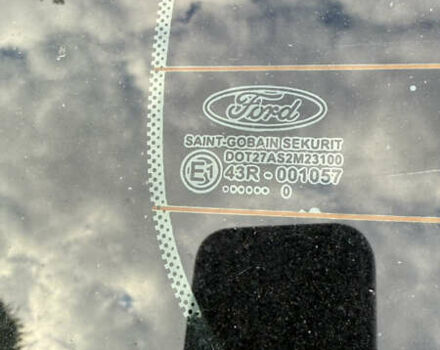 Ford
SAINT-GOBAIN SEKURIT
DOT27AS2M23100
E1 43R - 001057
•••••• 0